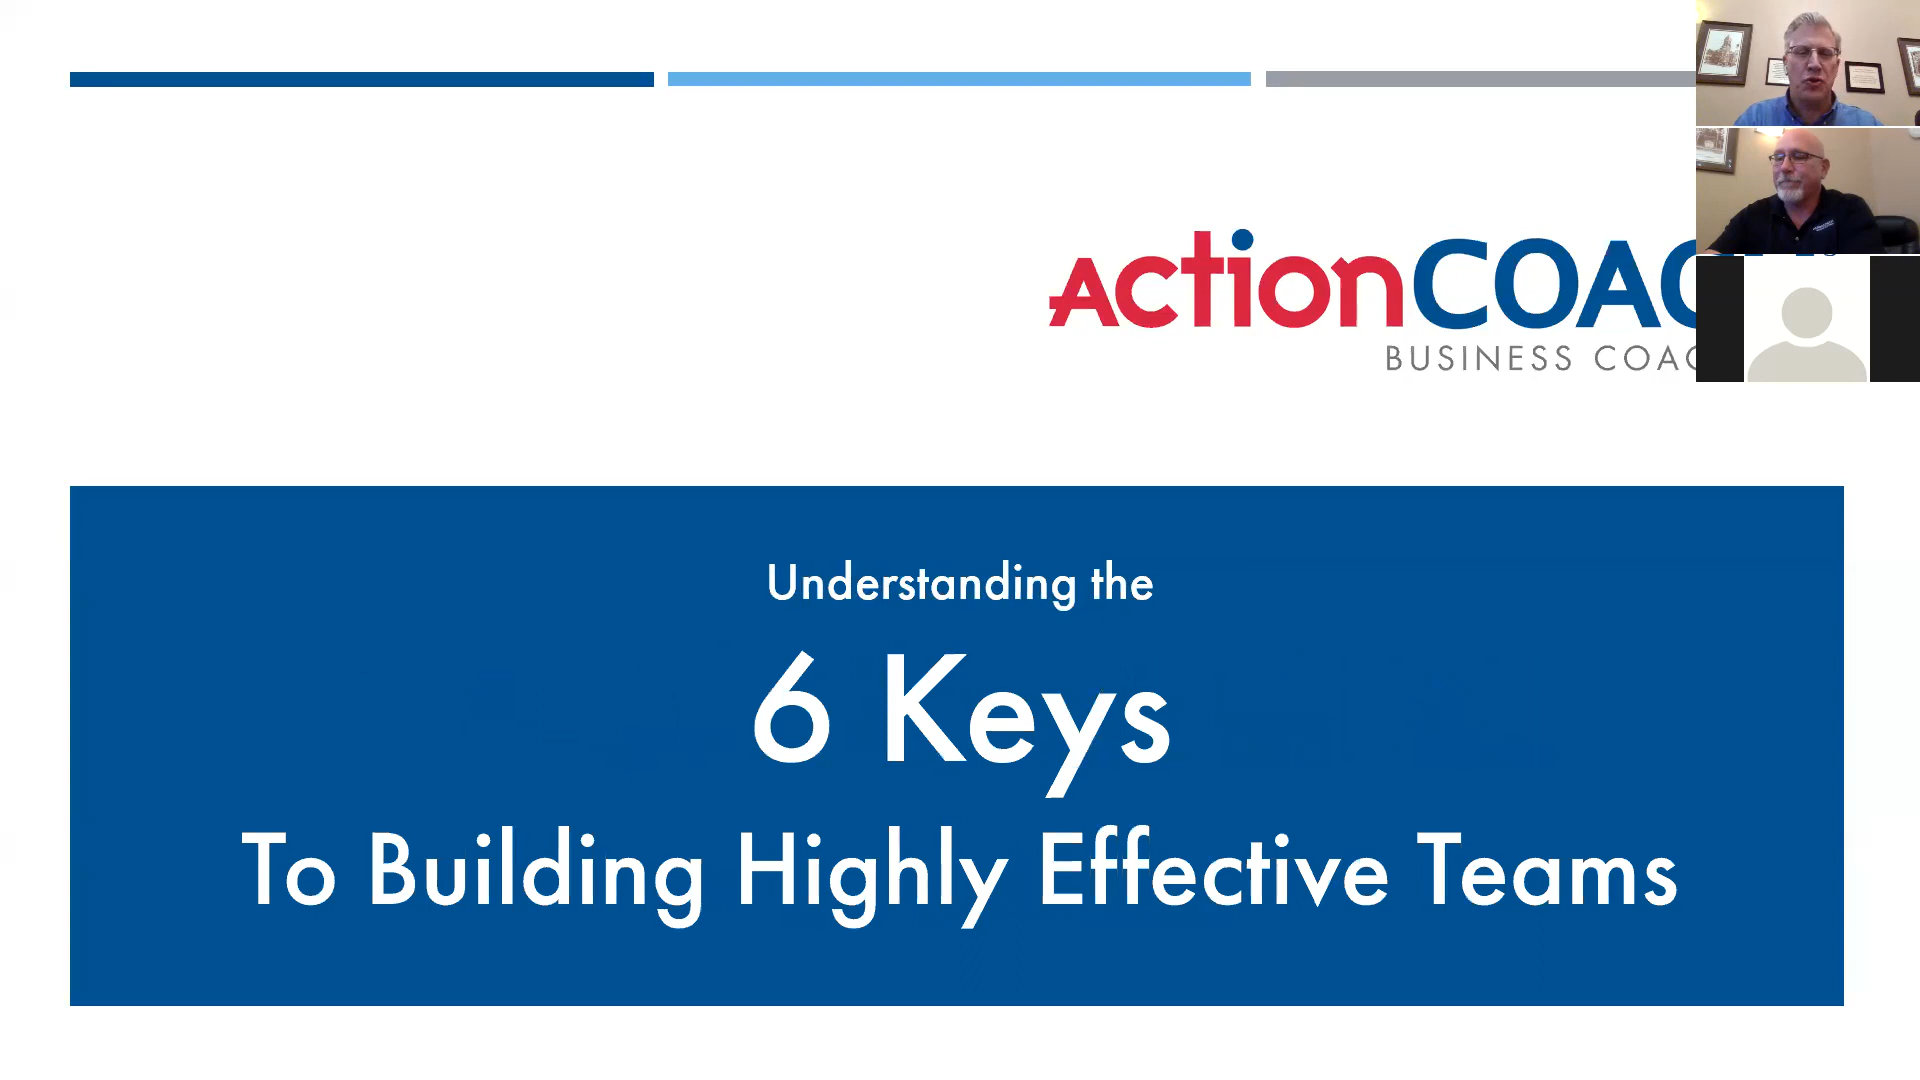 ACTIONCOAC
BUSINESS COAC
Understanding the
6 Keys
To Building Highly Effective Teams